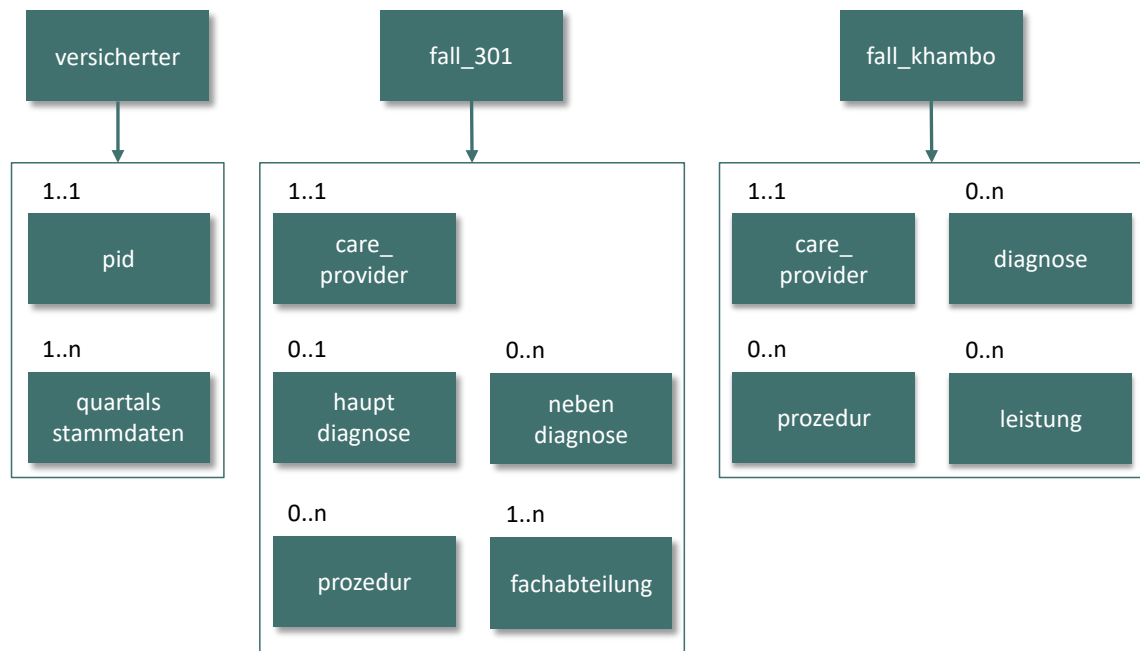 versicherter
fall_301
fall_khambo
1..1
pid
1..n
quartals
stammdaten
1..1
care_
provider
0..1
haupt
diagnose
0..n
neben
diagnose
0..n
prozedur
1..n
fachabteilung
1..1
care_
provider
0..n
diagnose
0..n
prozedur
0..n
leistung